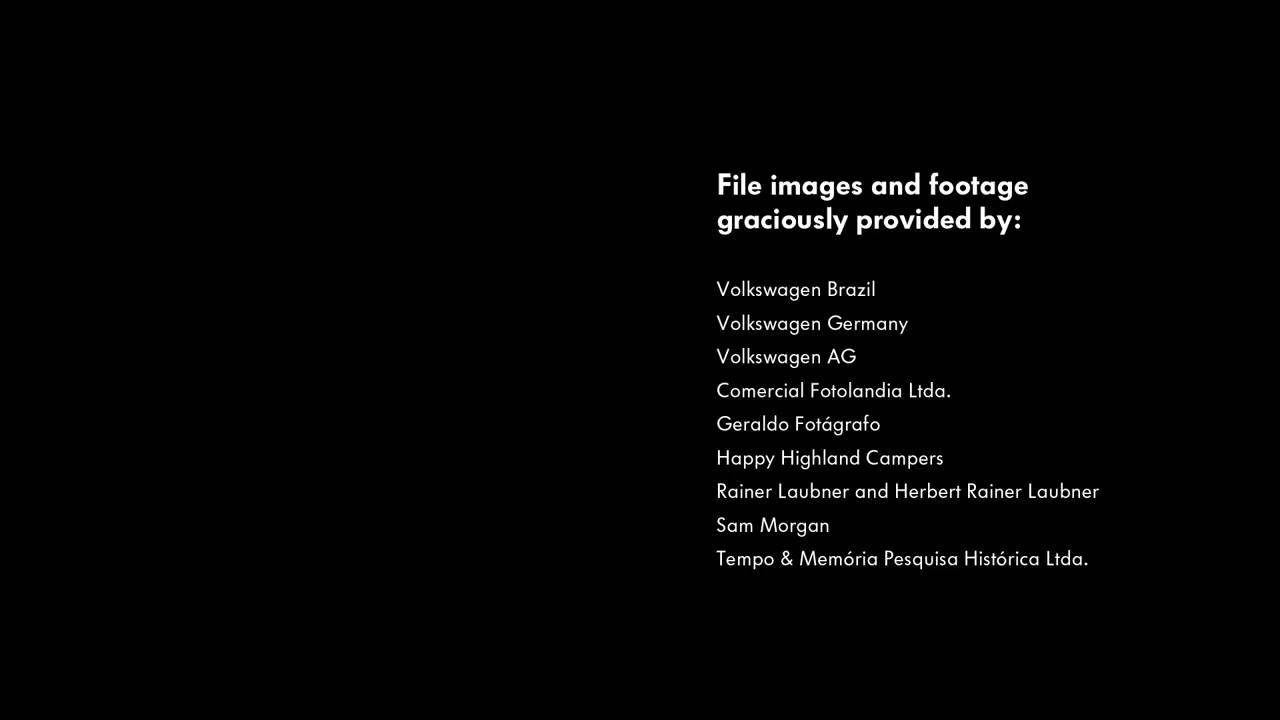 File images and footage
graciously provided by:
Volkswagen Brazil
Volkswagen Germany
Volkswagen AG
Comercial Fotolandia Ltda.
Geraldo Fotágrafo
Happy Highland Campers
Rainer Laubner and Herbert Rainer Laubner
Sam Morgan
Tempo & Memória Pesquisa Histórica Ltda.